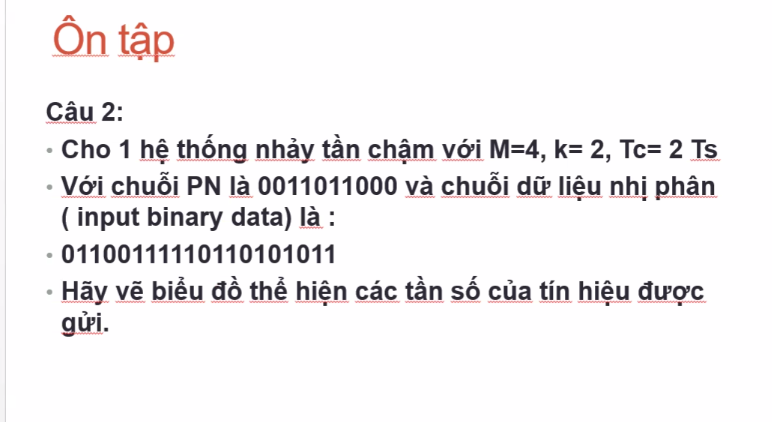 Ôn tập
Câu 2:
• Cho 1 hệ thống nhảy tần chậm với M=4, k= 2, Tc= 2 Ts
• Với chuỗi PN là 0011011000 và chuỗi dữ liệu nhị phân
( input binary data) là :
• 01100111110110101011
• Hãy vẽ biểu đồ thể hiện các tần số của tín hiệu được
gửi.